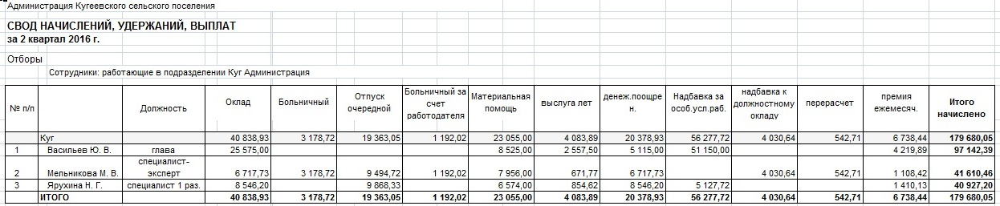 Администрация Кугеевского сельского поселения
СВОД НАЧИСЛЕНИЙ, УДЕРЖАНИЙ, ВЫПЛАТ
за 2 квартал 2016 г.
Отборы
Сотрудники: работающие в подразделении Куг Администрация
№ п/п Должность Оклад Больничный Отпуск очередной Больничный за счет работодателя Материальная помощь выслуга лет денеж.поощрен. Надбавка за особ.усл.раб. надбавка к должностному окладу перерасчет премия ежемесяч. Итого начислено
Куг 40 838,93 3 178,72 19 363,05 1 192,02 23 055,00 4 083,89 20 378,93 56 277,72 4 030,64 542,71 6 738,44 179 680,05
1 Васильев Ю. В. глава 25 575,00 8 525,00 2 557,50 5 115,00 51 150,00 4 219,89 97 142,39
2 Мельникова М. В. специалист-эксперт 6 717,73 3 178,72 9 494,72 1 192,02 7 956,00 671,77 6 717,73 4 030,64 542,71 1 108,42 41 610,46
3 Ярухина Н. Г. специалист 1 раз. 8 546,20 9 868,33 6 574,00 854,62 8 546,20 5 127,72 1 410,13 40 927,20
ИТОГО 40 838,93 3 178,72 19 363,05 1 192,02 23 055,00 4 083,89 20 378,93 56 277,72 4 030,64 542,71 6 738,44 179 680,05